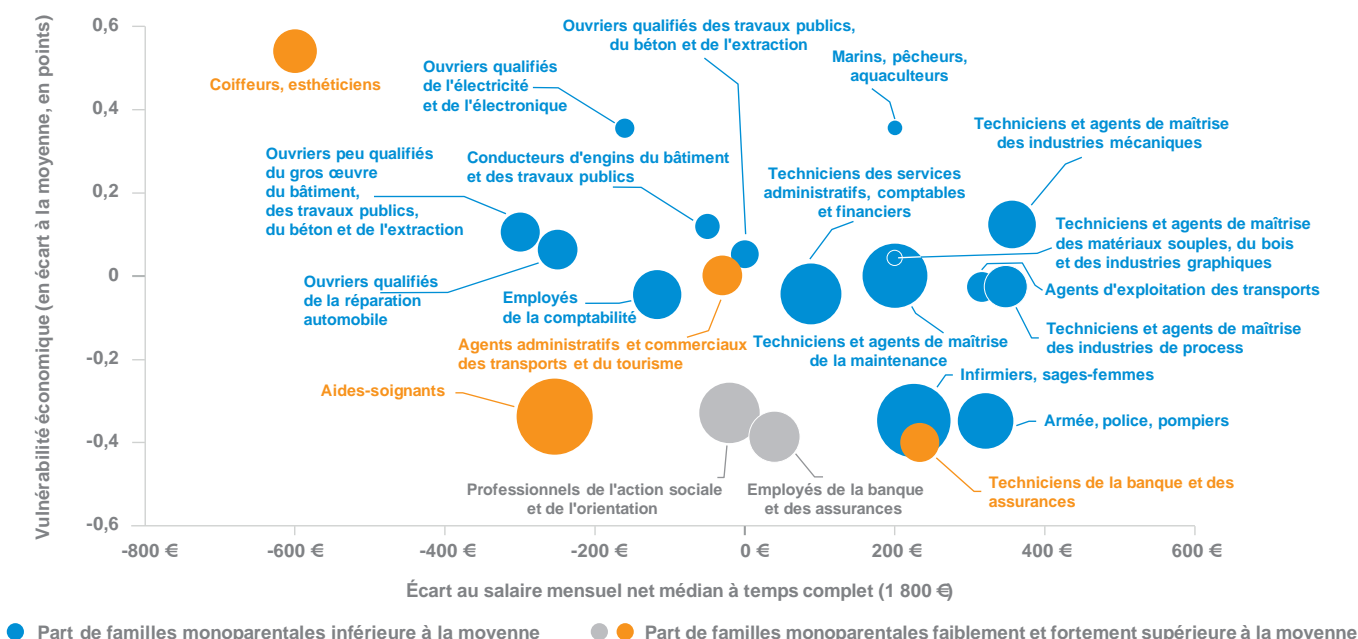 Vulnérabilité économique (en écart à la moyenne, en points)
0,6
0,4
0,2
0
-0,2
-0,4
-0,6
Coiffeurs, esthéticiens
Ouvriers qualifiés
de l'électricité
et de l'électronique
Ouvriers qualifiés des travaux publics,
du béton et de l'extraction
Marins, pêcheurs,
aquaculteurs
Techniciens et agents de maîtrise
des industries mécaniques
Ouvriers peu qualifiés
du gros œuvre
du bâtiment,
des travaux publics,
du béton et de l'extraction
Conducteurs d'engins du bâtiment
et des travaux publics
Techniciens des services
administratifs, comptables
et financiers
Techniciens et agents de maîtrise
des matériaux souples, du bois
et des industries graphiques
Ouvriers qualifiés
de la réparation
automobile
Employés
de la comptabilité
Agents d'exploitation des transports
Agents administratifs et commerciaux
des transports et du tourisme
Techniciens et agents de maîtrise
de la maintenance
Techniciens et agents de maîtrise
des industries de process
Aides-soignants
Infirmiers, sages-femmes
Armée, police, pompiers
Professionnels de l'action sociale
et de l'orientation
Employés de la banque
et des assurances
Techniciens de la banque et des
assurances
-800 €
-600 €
-400 €
-200 €
0 €
200 €
400 €
600 €
Écart au salaire mensuel net médian à temps complet (1 800 €)
Part de familles monoparentales inférieure à la moyenne
Part de familles monoparentales faiblement et fortement supérieure à la moyenne